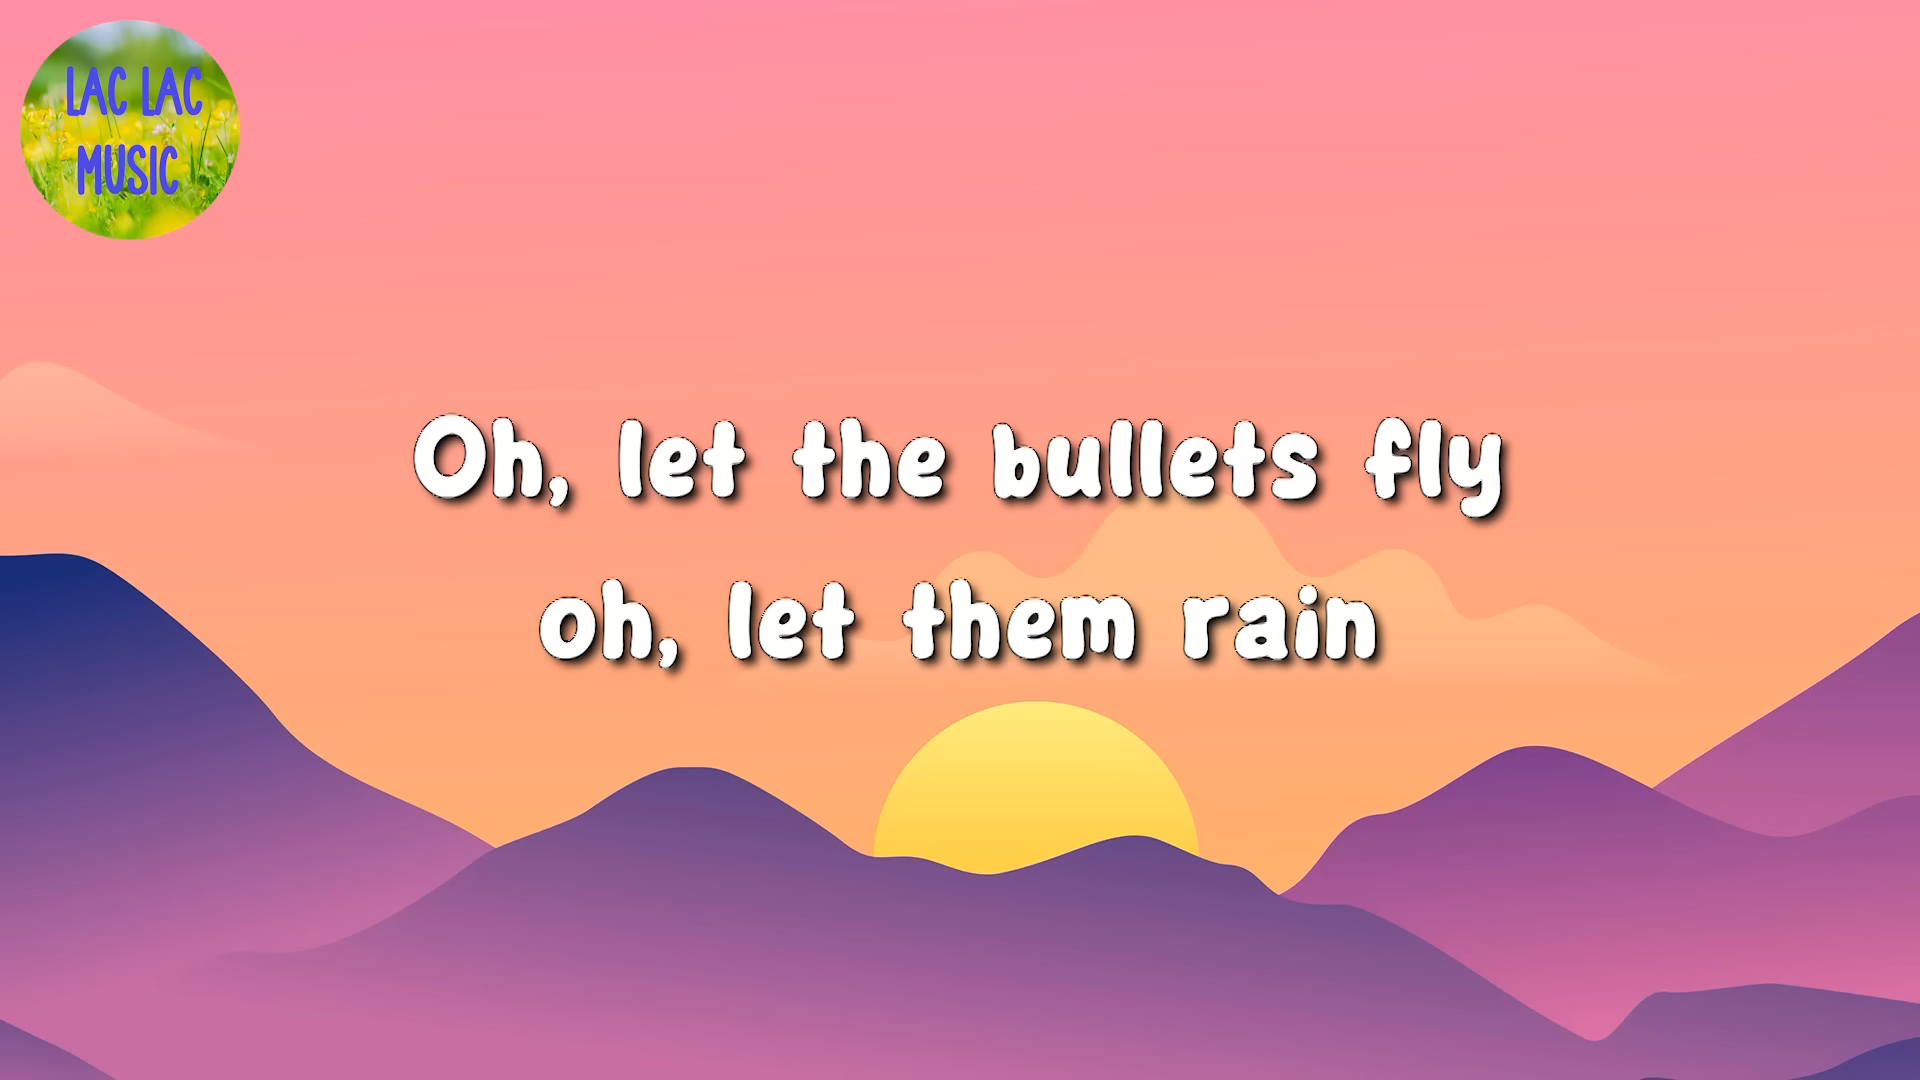 LAC LAC
MUSIC
Oh, let the bullets fly
oh, let them rain